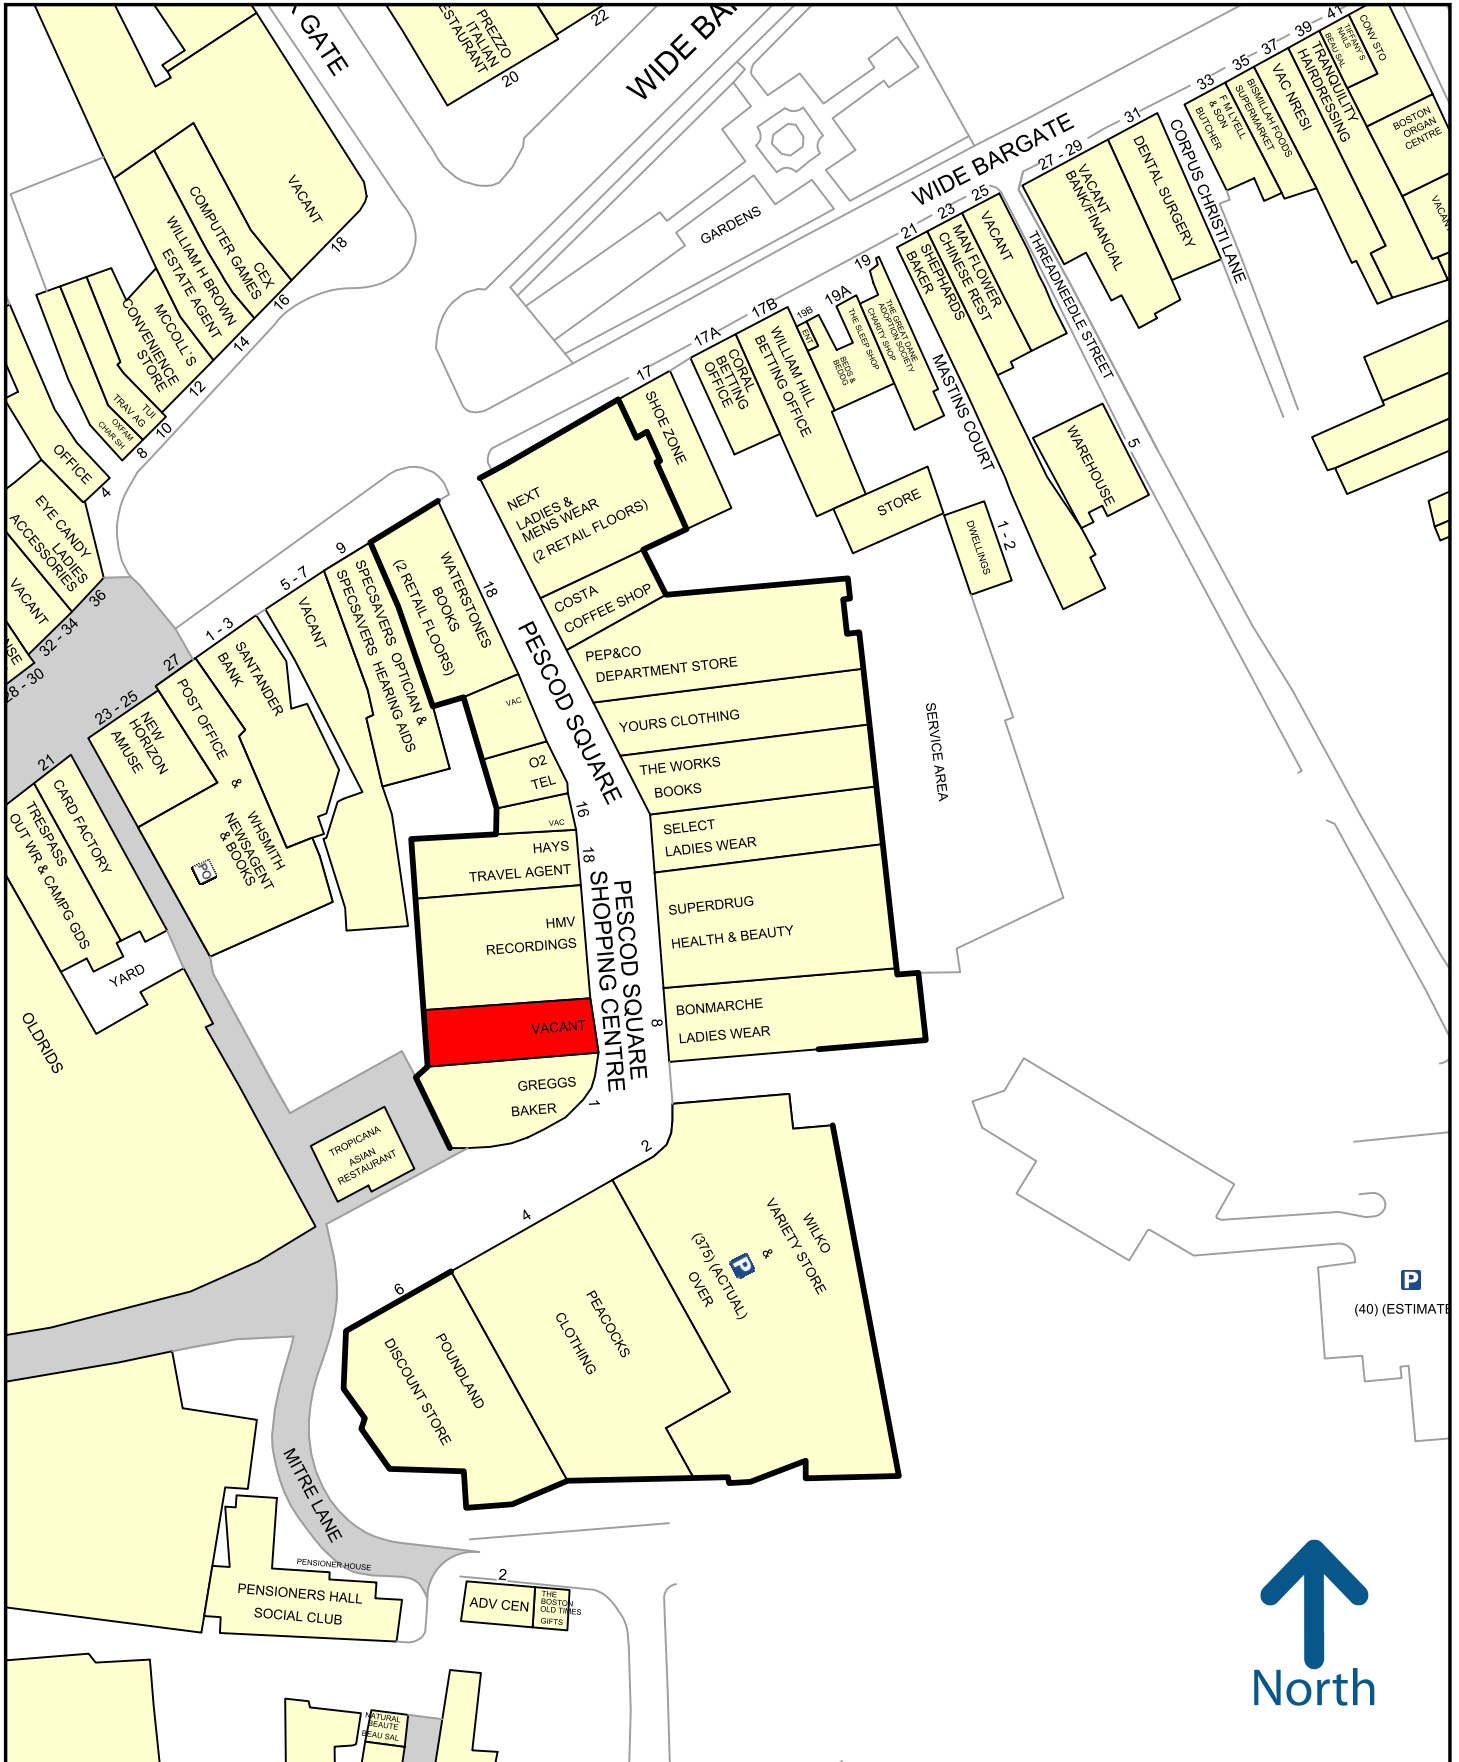 GATE
PREZZO
ITALIAN
ESTAURANT
20
22
WIDE BA
GARDENS
WIDE BARGATE
VACANT
18
COMPUTER GAMES
CEX
16
WILLIAM H BROWN
ESTATE AGENT
14
MCCOLL'S
CONVENIENCE
STORE
12
TUI
TRAV AG
10
OXFAM
CHAR SH
8
OFFICE
4
EYE CANDY
LADIES
ACCESSORIES
36
VACANT
32 - 34
NSE
28 - 30
41
39
37
35
33
31
27 - 29
25
23
21
19
19A
19B
17B
17A
17
CONV STO
TIFFANY'S
NAILS
BEAU SAL
TRANQUILITY
HAIRDRESSING
VAC NRESI
BISMILLAH FOODS
SUPERMARKET
F M LYELL
& SON
BUTCHER
BOSTON
ORGAN
CENTRE
VACAN
CORPUS CHRISTI LANE
DENTAL SURGERY
VACANT
BANK/FINANCIAL
THREADNEEDLE STREET
5
WAREHOUSE
VACANT
MAN FLOWER
CHINESE REST
SHEPHARDS
BAKER
MASTINS COURT
1 - 2
DWELLINGS
STORE
THE GREAT DANE
ADOPTION SOCIETY
CHARITY SHOP
THE SLEEP SHOP
BEDS &
BEDDG
ENT
WILLIAM HILL
BETTING OFFICE
CORAL
BETTING
OFFICE
SHOE ZONE
NEXT
LADIES &
MENS WEAR
(2 RETAIL FLOORS)
COSTA
COFFEE SHOP
PEP&CO
DEPARTMENT STORE
YOURS CLOTHING
THE WORKS
BOOKS
SELECT
LADIES WEAR
SUPERDRUG
HEALTH & BEAUTY
BONMARCHE
LADIES WEAR
8
SERVICE AREA
18
PESCOD SQUARE
16
18
PESCOD SQUARE
SHOPPING CENTRE
WATERSTONES
BOOKS
(2 RETAIL FLOORS)
VAC
O2
TEL
VAC
HAYS
TRAVEL AGENT
HMV
RECORDINGS
VACANT
GREGGS
BAKER
1
9
SPECSAVERS OPTICIAN &
SPECSAVERS HEARING AIDS
5 - 7
VACANT
1 - 3
SANTANDER
BANK
27
POST OFFICE
&
WHSMITH
NEWSAGENT
& BOOKS
PO
23 - 25
NEW
HORIZON
AMUSE
21
CARD FACTORY
TRESPASS
OUT WR & CAMPG GDS
YARD
OLDRIDS
TROPICANA
ASIAN
RESTAURANT
2
4
6
WILKO
VARIETY STORE
&
P
(375) (ACTUAL)
OVER
PEACOCKS
CLOTHING
POUNDLAND
DISCOUNT STORE
P
(40) (ESTIMATE
MITRE LANE
PENSIONER HOUSE
PENSIONERS HALL
SOCIAL CLUB
2
ADV CEN
THE
BOSTON
OLD TIMES
GIFTS
NATURAL
BEAUTE
BEAU SAL
North